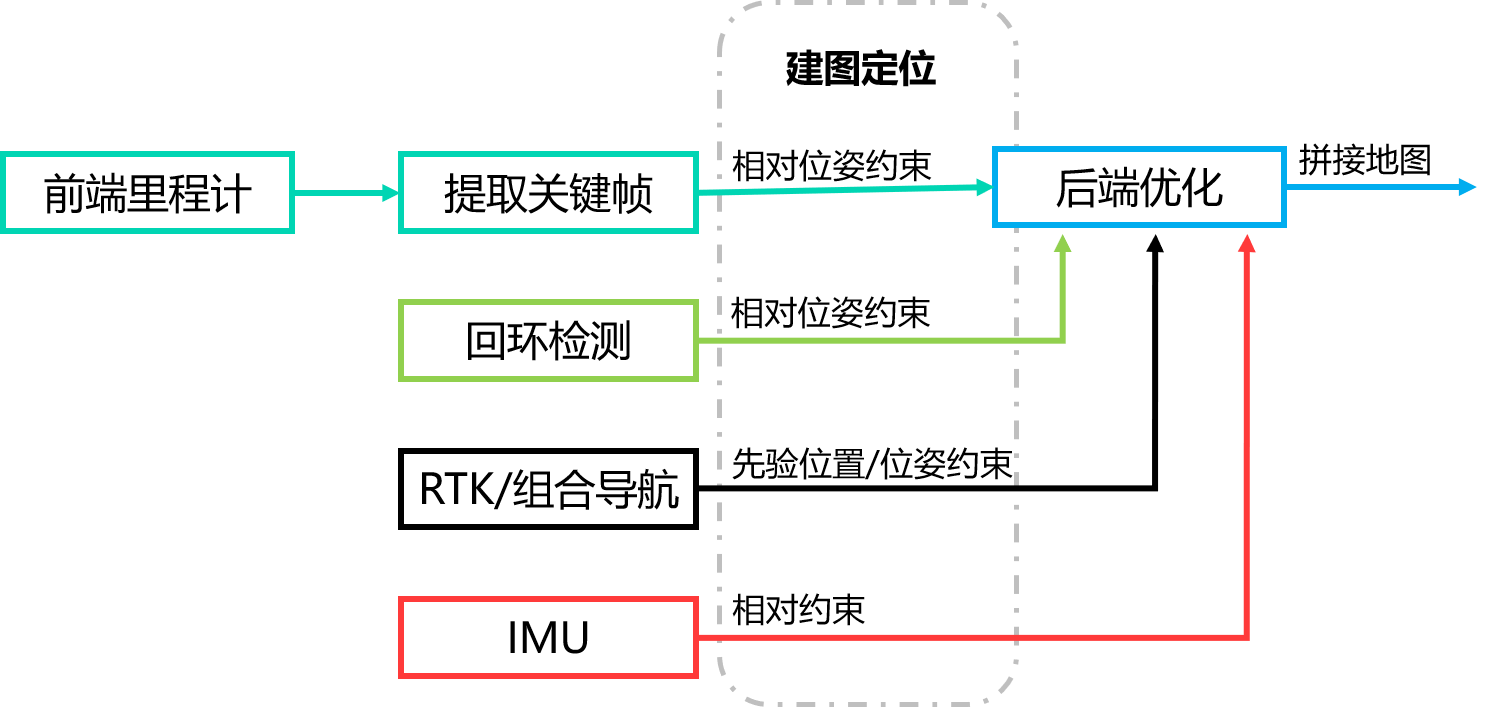 建图定位
前端里程计
提取关键帧
相对位姿约束
后端优化
拼接地图
回环检测
相对位姿约束
RTK/组合导航
先验位置/位姿约束
IMU
相对约束